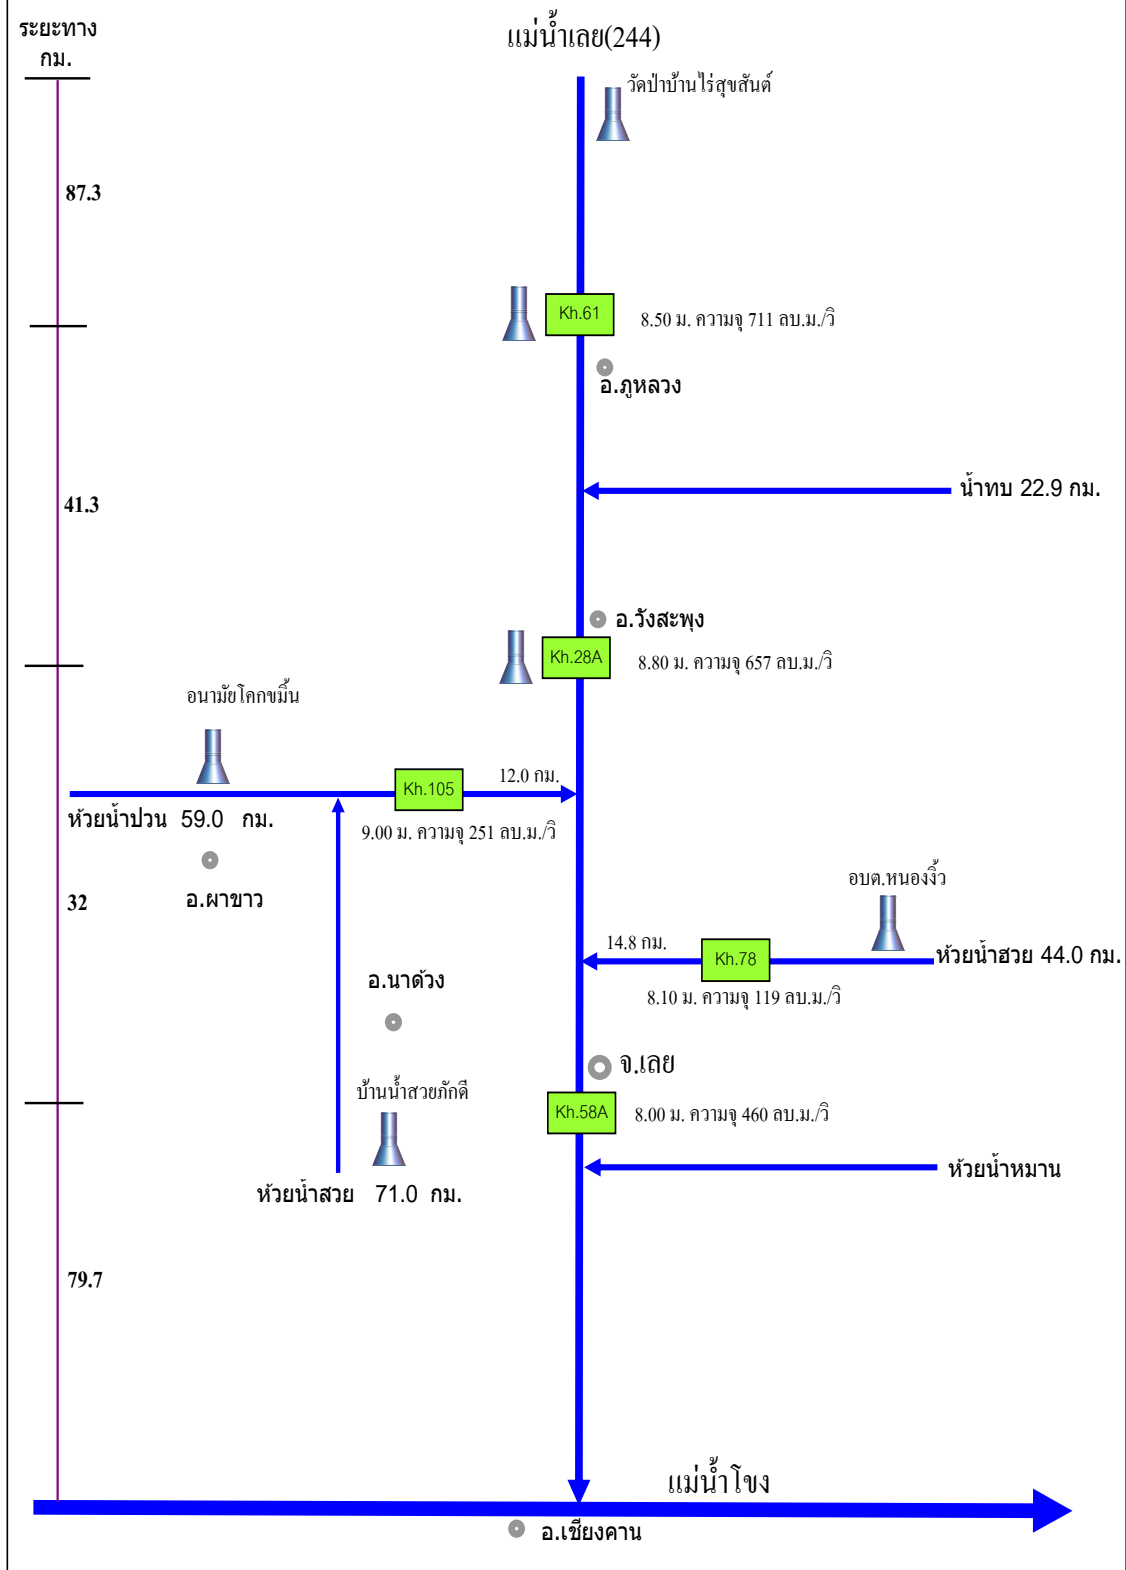 ระยะทาง
กม.
แม่น้ำเลย(244)
วัดป่าบ้านไร่สุขสันต์
87.3
Kh.61
8.50 ม. ความจุ 711 ลบ.ม./วิ
อ.ภูหลวง
41.3
น้ำทบ 22.9 กม.
อ.วังสะพุง
Kh.28A
8.80 ม. ความจุ 657 ลบ.ม./วิ
อนามัยโคกขมิ้น
Kh.105
12.0 กม.
ห้วยน้ำปวน 59.0 กม.
9.00 ม. ความจุ 251 ลบ.ม./วิ
อ.ผาขาว
32
อบต.หนองงิ้ว
14.8 กม.
Kh.78
ห้วยน้ำฮวย 44.0 กม.
8.10 ม. ความจุ 119 ลบ.ม./วิ
อ.นาด้วง
จ.เลย
บ้านน้ำสวยภักดี
Kh.58A
8.00 ม. ความจุ 460 ลบ.ม./วิ
ห้วยน้ำหมาน
ห้วยน้ำสวย 71.0 กม.
79.7
แม่น้ำโขง
อ.เชียงคาน